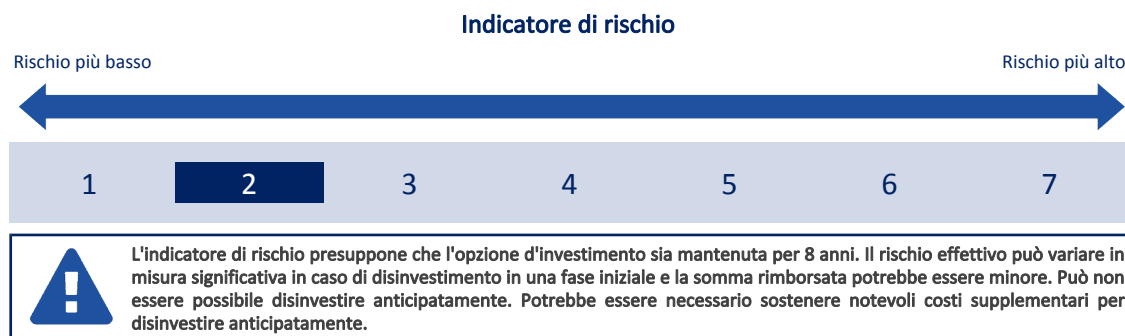 Indicatore di rischio
Rischio più basso
Rischio più alto
1 2 3 4 5 6 7
L'indicatore di rischio presuppone che l'opzione d'investimento sia mantenuta per 8 anni. Il rischio effettivo può variare in
misura significativa in caso di disinvestimento in una fase iniziale e la somma rimborsata potrebbe essere minore. Può non
essere possibile disinvestire anticipatamente. Potrebbe essere necessario sostenere notevoli costi supplementari per
disinvestire anticipatamente.